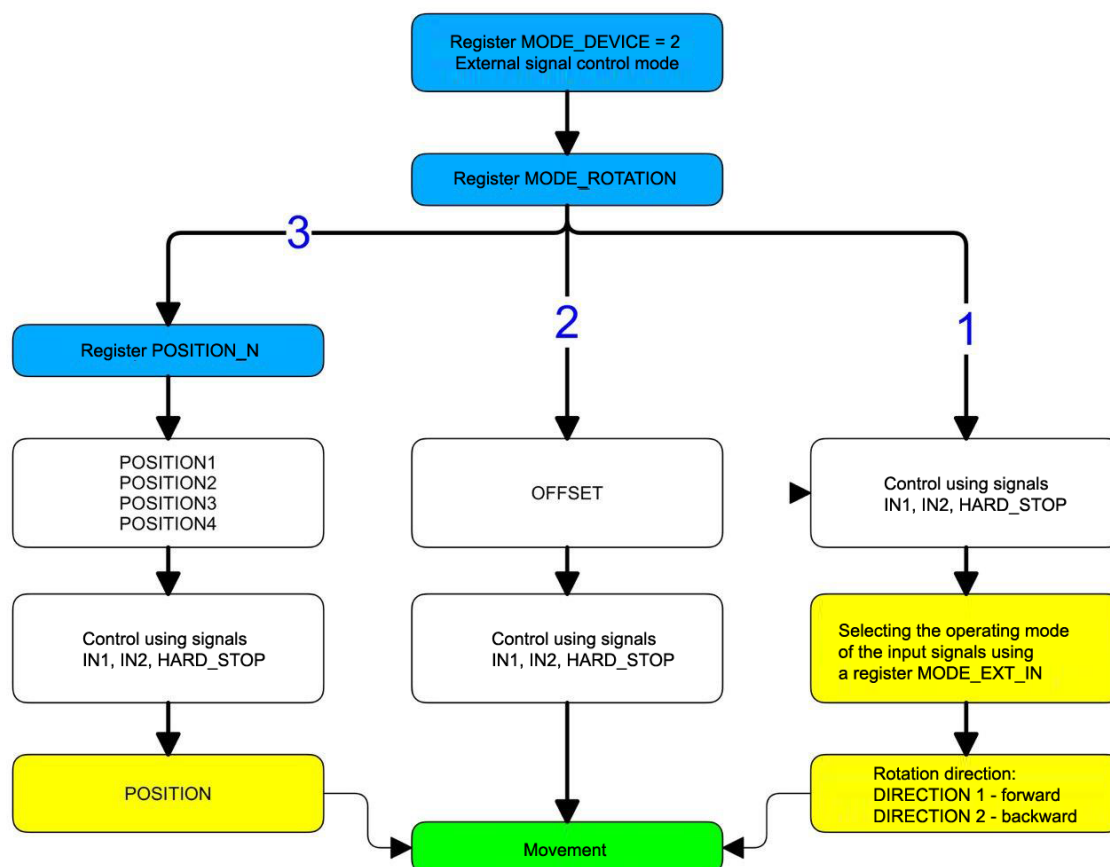 Register MODE_DEVICE = 2
External signal control mode
Register MODE_ROTATION
3
2
1
Register POSITION_N
POSITION1
POSITION2
POSITION3
POSITION4
OFFSET
Control using signals
IN1, IN2, HARD_STOP
Control using signals
IN1, IN2, HARD_STOP
Control using signals
IN1, IN2, HARD_STOP
Selecting the operating mode
of the input signals using
a register MODE_EXT_IN
POSITION
Rotation direction:
DIRECTION 1 - forward
DIRECTION 2 - backward
Movement